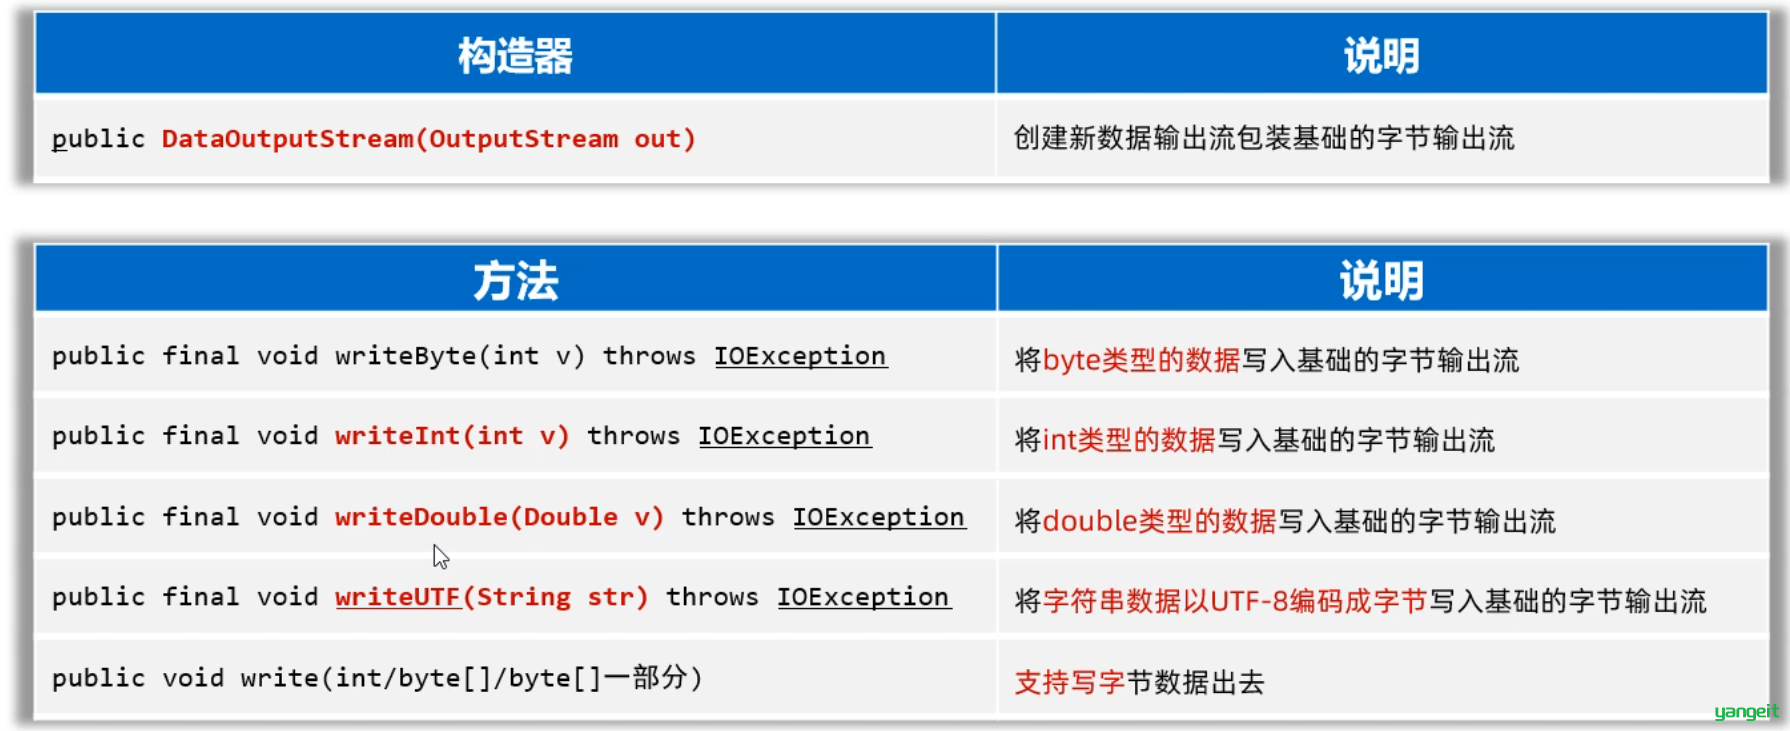 构造器 说明
public DataOutputStream(OutputStream out) 创建新数据输出流包装基础的字节输出流
方法 说明
public final void writeByte(int v) throws IOException 将byte类型的数据写入基础的字节输出流
public final void writeInt(int v) throws IOException 将int类型的数据写入基础的字节输出流
public final void writeDouble(Double v) throws IOException 将double类型的数据写入基础的字节输出流
public final void writeUTF(String str) throws IOException 将字符串数据以UTF-8编码成字节写入基础的字节输出流
public void write(int/byte[]/byte[]一部分) 支持写字节数据出去
yangeit